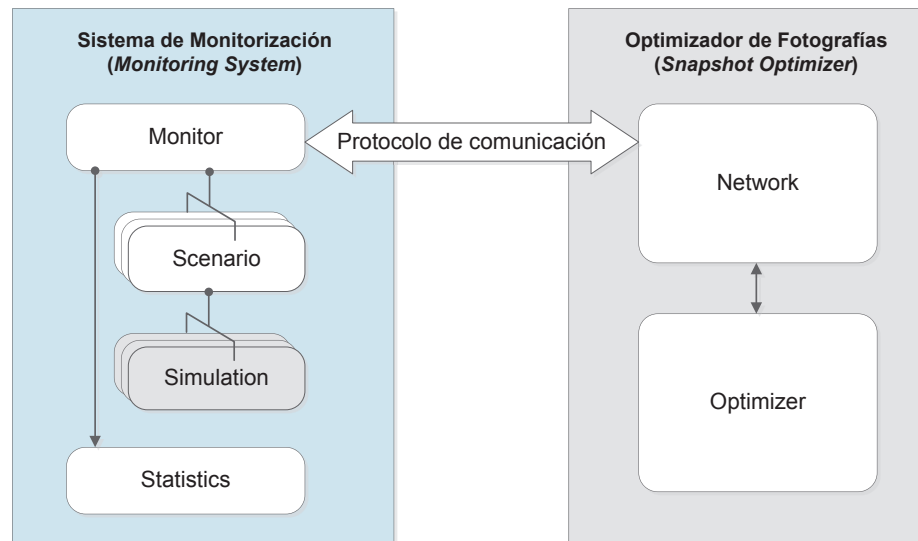 Sistema de Monitorización
(Monitoring System)
Monitor
Scenario
Simulation
Statistics
Protocolo de comunicación
Optimizador de Fotografías
(Snapshot Optimizer)
Network
Optimizer